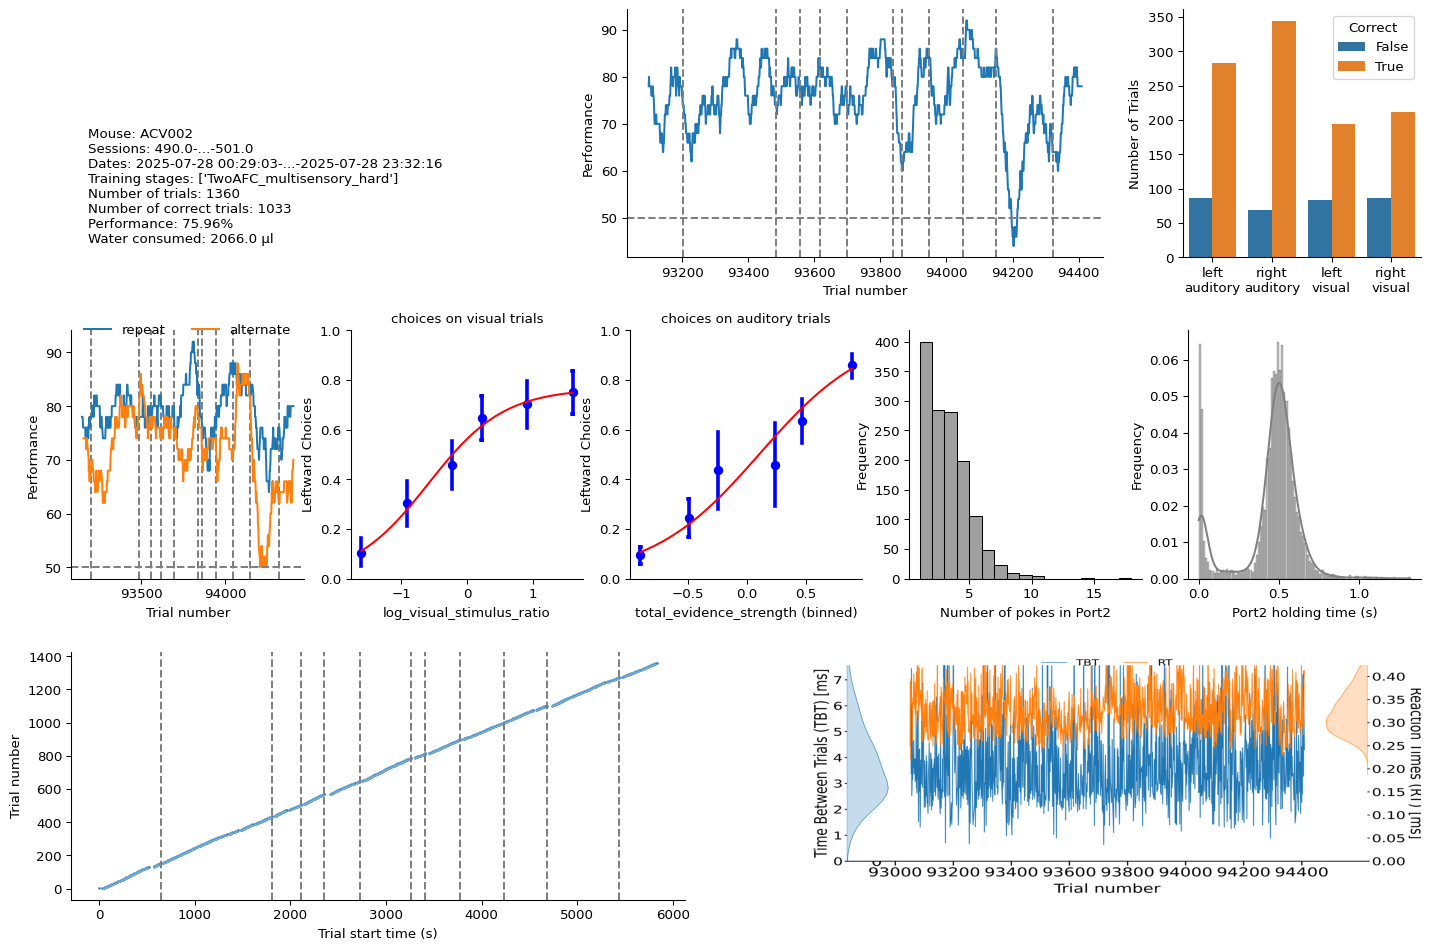 Mouse: ACV002
Sessions: 490.0-...-501.0
Dates: 2025-07-28 00:29:03-...-2025-07-28 23:32:16
Training stages: ['TwoAFC_multisensory_hard']
Number of trials: 1360
Number of correct trials: 1033
Performance: 75.96%
Water consumed: 2066.0 µl
Performance
90
80
70
60
50
93200 93400 93600 93800 94000 94200 94400
Trial number
Number of Trials
350
300
250
200
150
100
50
0
Correct
False
True
left auditory
right auditory
left visual
right visual
repeat alternate
Performance
90
80
70
60
50
93500 94000
Trial number
choices on visual trials
Leftward Choices
1.0
0.8
0.6
0.4
0.2
0.0
−1 0 1
log_visual_stimulus_ratio
choices on auditory trials
Leftward Choices
1.0
0.8
0.6
0.4
0.2
0.0
−0.5 0.0 0.5
total_evidence_strength (binned)
Frequency
400
350
300
250
200
150
100
50
0
5 10 15
Number of pokes in Port2
Frequency
0.06
0.05
0.04
0.03
0.02
0.01
0.00
0.0 0.5 1.0
Port2 holding time (s)
Trial number
1400
1200
1000
800
600
400
200
0
0 1000 2000 3000 4000 5000 6000
Trial start time (s)
TBT RT
Time Between Trials (TBT) [ms]
7
6
5
4
3
2
1
0
0.40
0.35
0.30
0.25
0.20
0.15
0.10
0.05
0.00
Reaction Times (RT) [ms]
93000 93200 93400 93600 93800 94000 94200 94400
Trial number